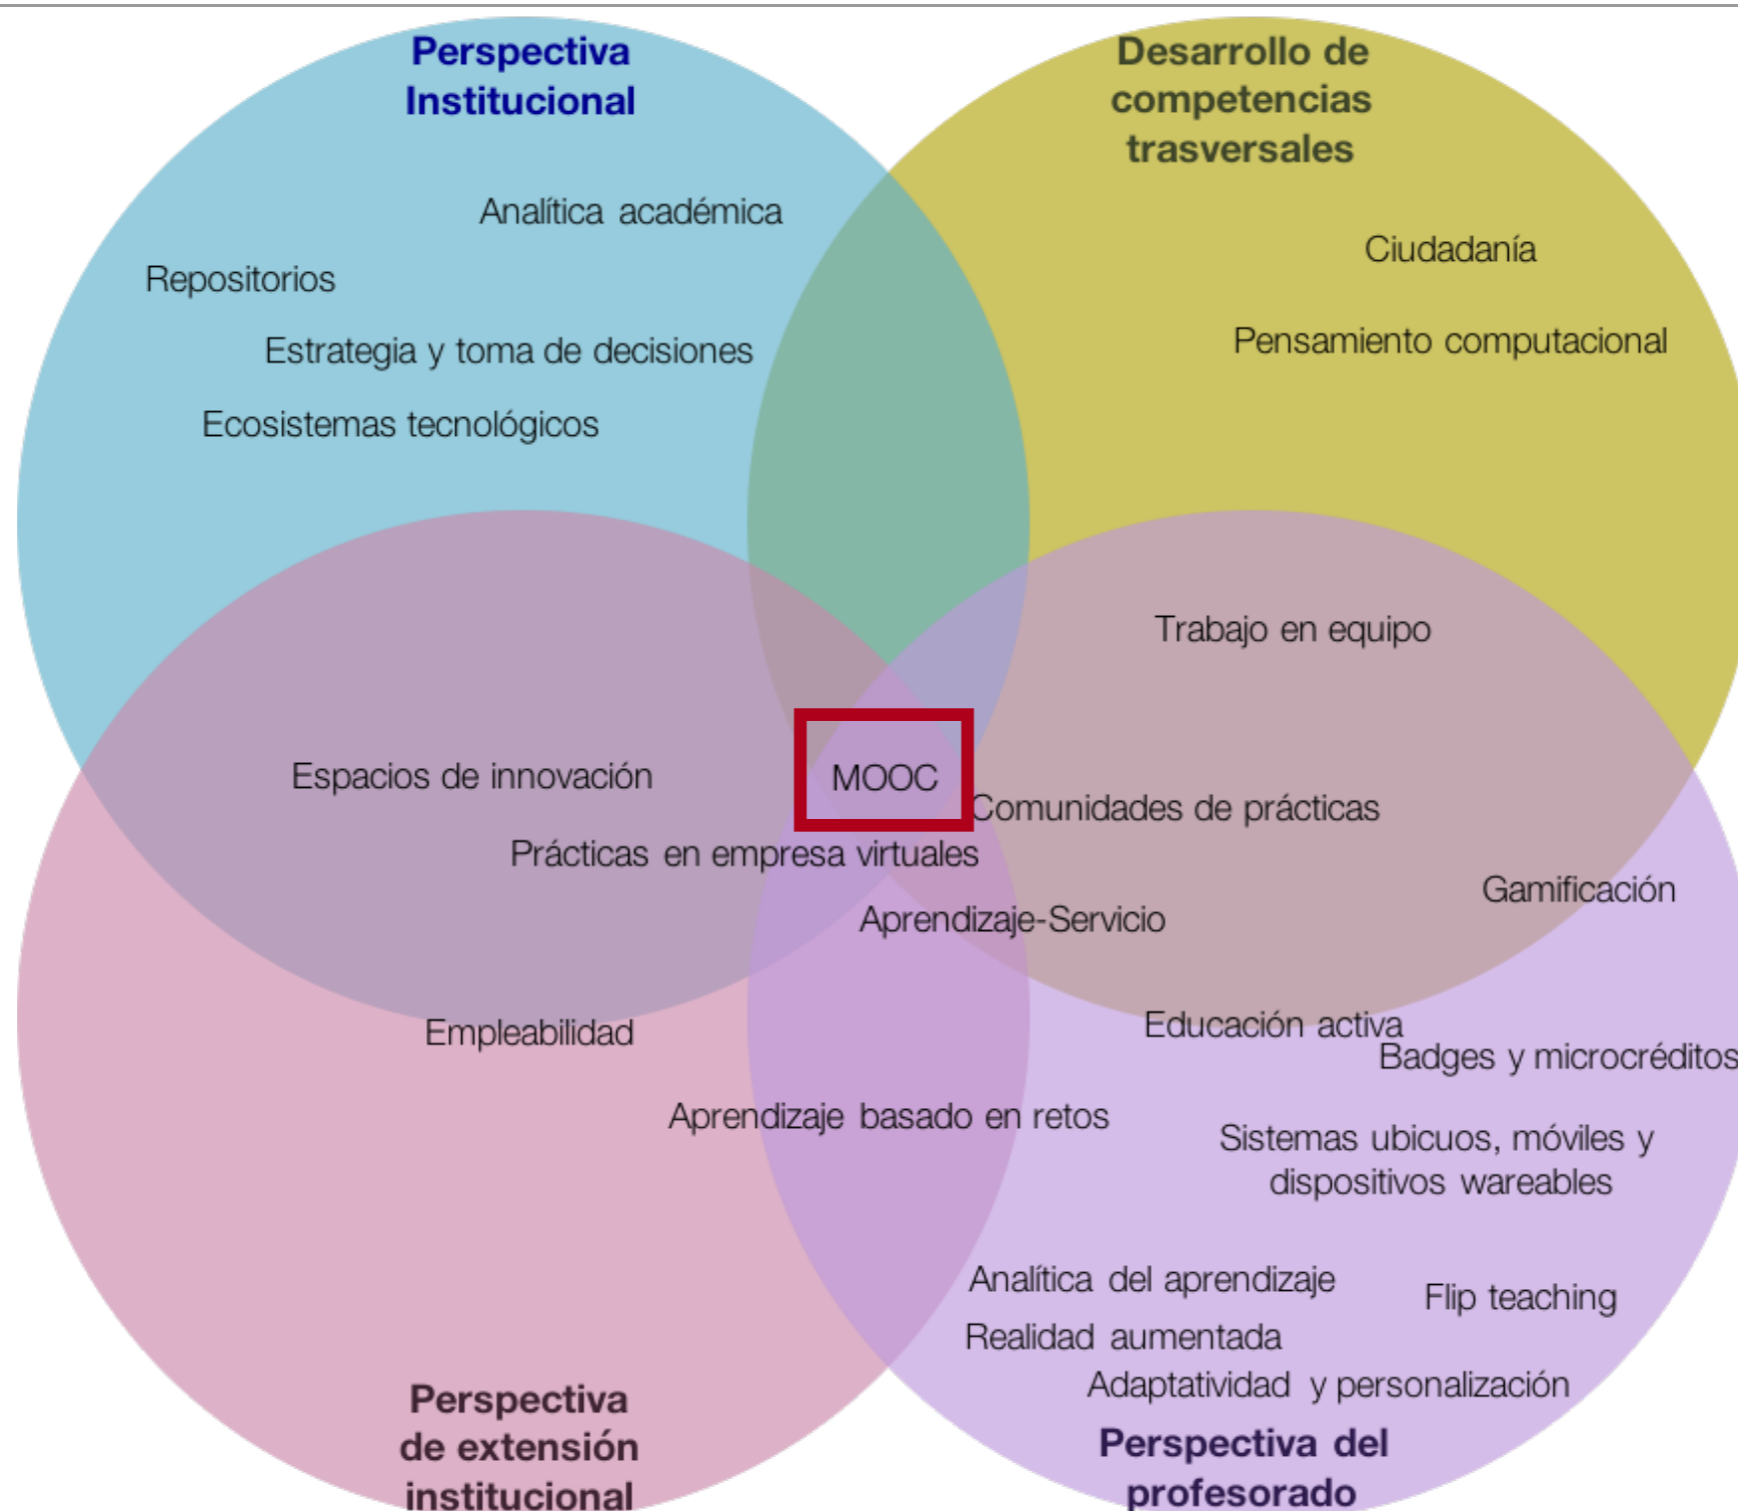 Perspectiva
Institucional
Desarrollo de
competencias
trasversales
Analítica académica
Ciudadanía
Repositorios
Pensamiento computacional
Estrategia y toma de decisiones
Ecosistemas tecnológicos
Trabajo en equipo
Espacios de innovación
MOOC
Comunidades de prácticas
Prácticas en empresa virtuales
Gamificación
Aprendizaje-Servicio
Empleabilidad
Educación activa
Badges y microcréditos
Aprendizaje basado en retos
Sistemas ubicuos, móviles y
dispositivos wareables
Analítica del aprendizaje
Flip teaching
Realidad aumentada
Adaptatividad y personalización
Perspectiva
de extensión
institucional
Perspectiva del
profesorado